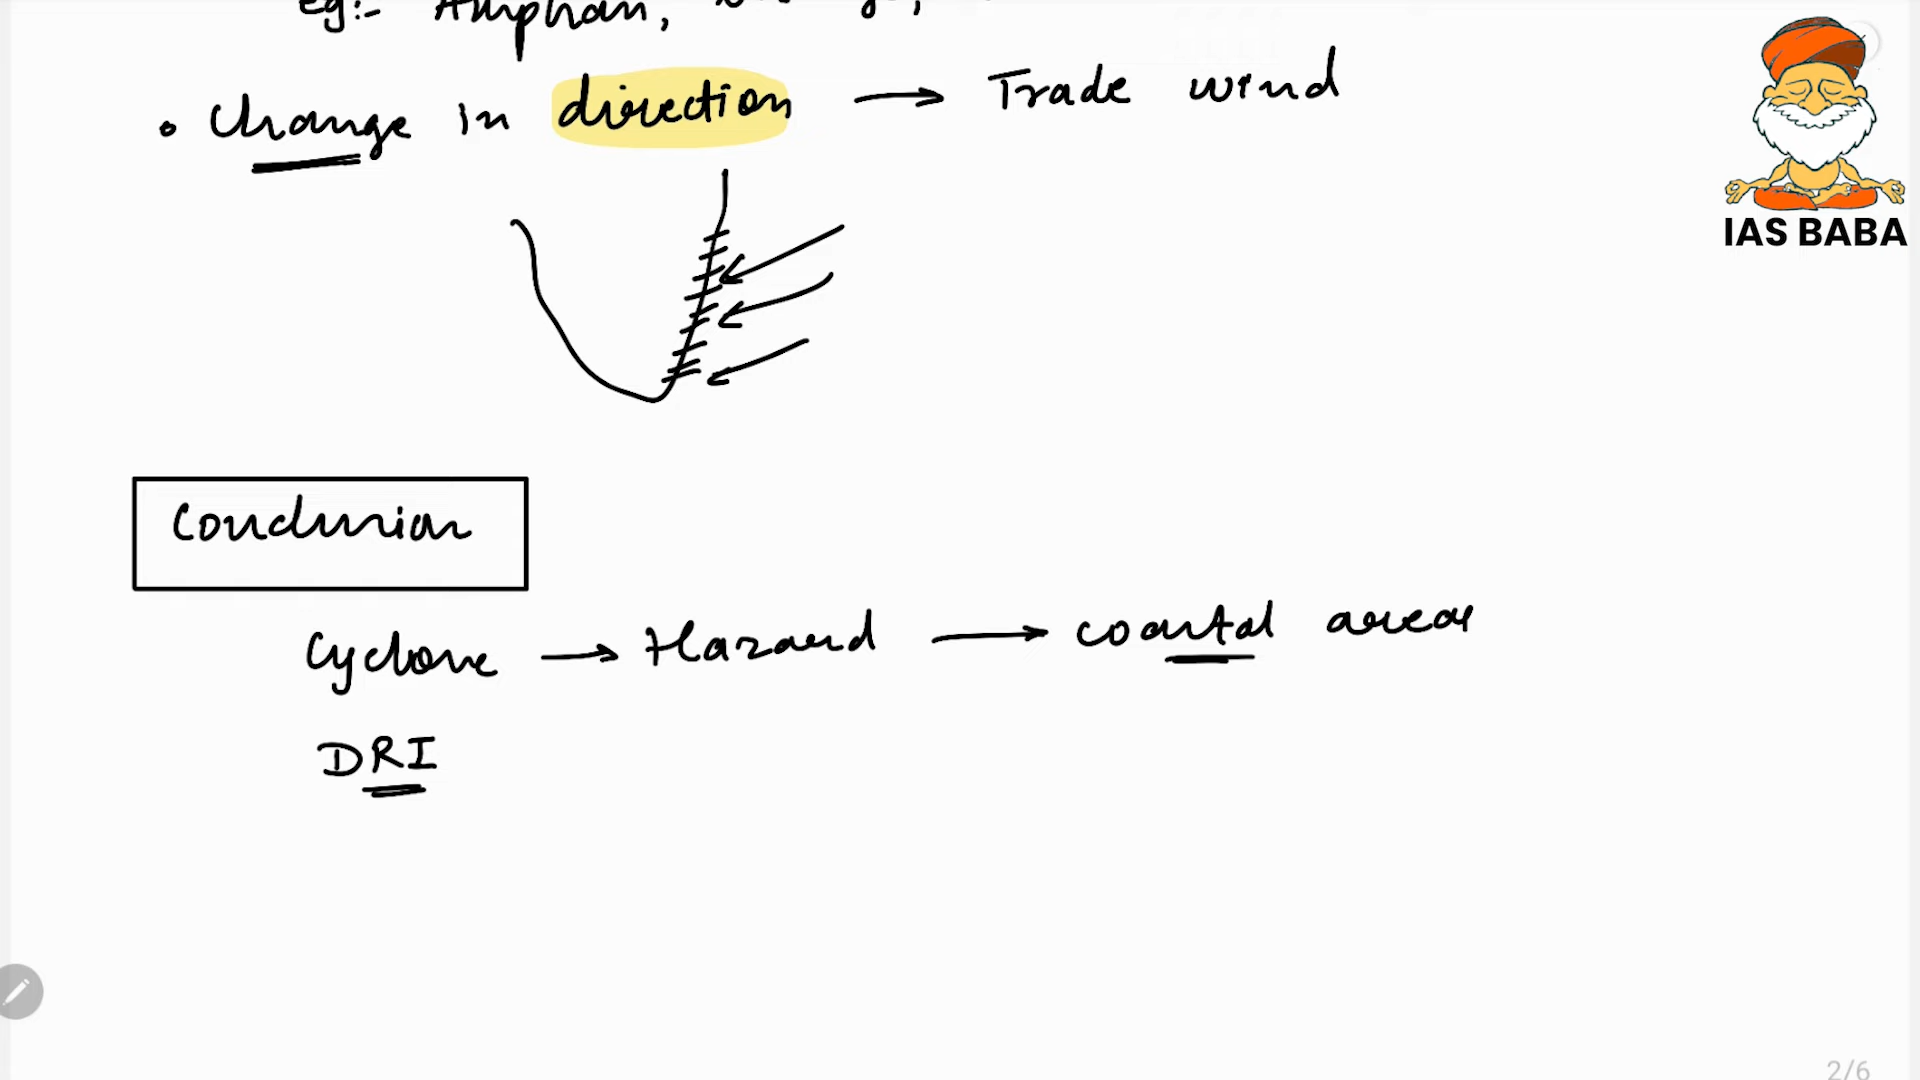 eg:- Amphan,
• Change in direction → Trade wind
IAS BABA
Conclusion
Cyclone → Hazard → coastal areas
DRI
2/6